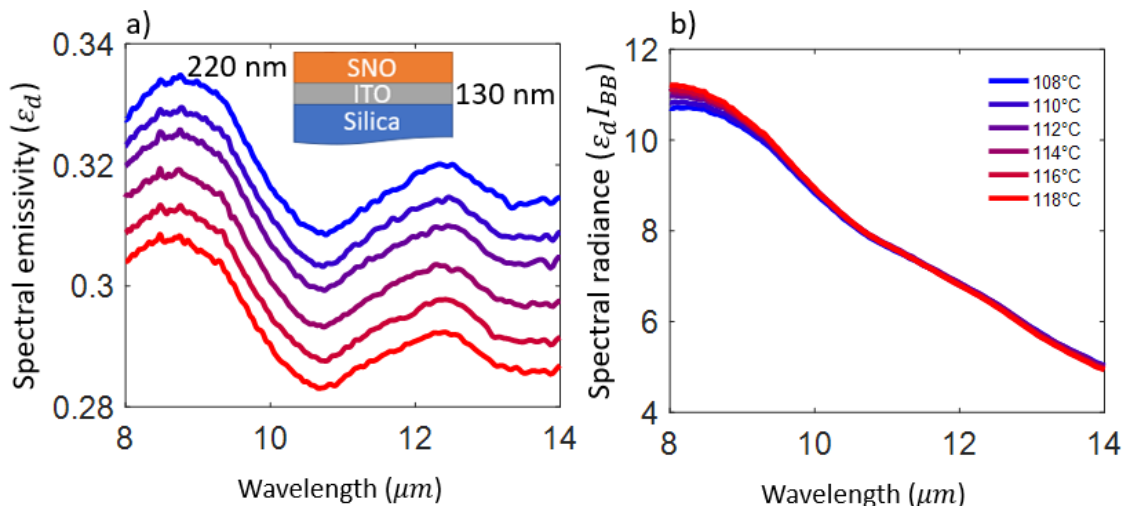 a)
Spectral emissivity (𝜀𝑑)
0.34
0.32
0.3
0.28
220 nm
SNO
ITO
Silica
130 nm
8
10
12
14
Wavelength (𝜇𝑚)
b)
Spectral radiance (𝜀𝑑𝐼𝐵𝐵)
12
10
8
6
4
108°C
110°C
112°C
114°C
116°C
118°C
8
10
12
14
Wavelength (𝜇𝑚)